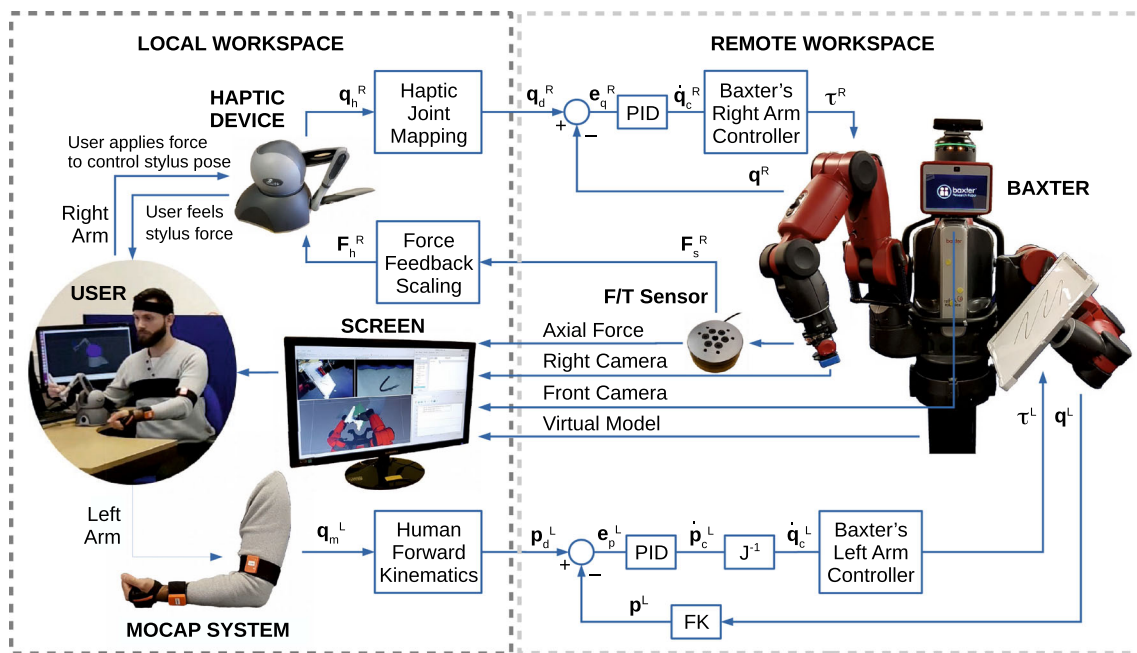 LOCAL WORKSPACE
REMOTE WORKSPACE
HAPTIC
DEVICE
q_h^R
Haptic
Joint
Mapping
q_d^R
+
−
e_q^R
PID
q̇_c^R
Baxter's
Right Arm
Controller
τ^R
User applies force
to control stylus pose
q^R
baxter
BAXTER
Right
Arm
User feels
stylus force
F_h^R
Force
Feedback
Scaling
F_s^R
F/T Sensor
USER
SCREEN
Axial Force
Right Camera
Front Camera
Virtual Model
τ^L
q^L
Left
Arm
q_m^L
Human
Forward
Kinematics
p_d^L
+
−
e_p^L
PID
ṗ_c^L
J^-1
q̇_c^L
Baxter's
Left Arm
Controller
p^L
FK
MOCAP SYSTEM